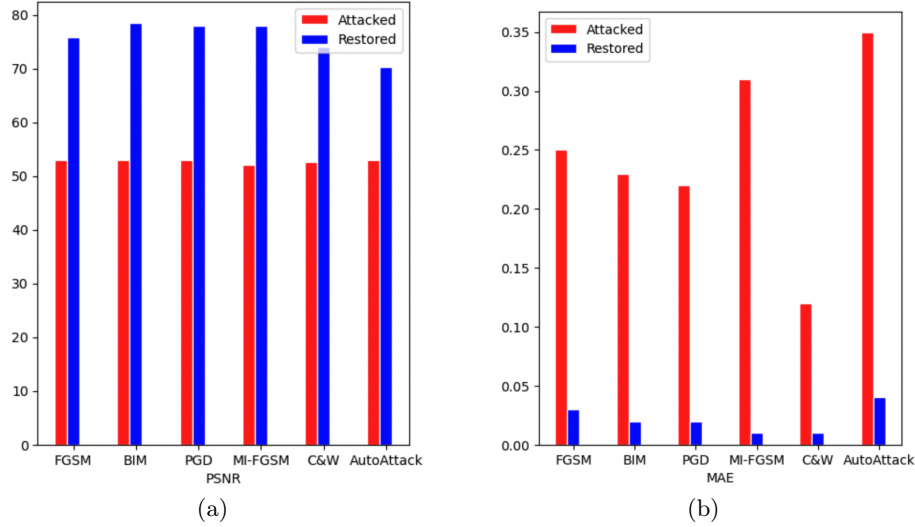 80
70
60
50
40
30
20
10
0
Attacked
Restored
FGSM BIM PGD MI-FGSM C&W AutoAttack
PSNR
(a)
0.35
0.30
0.25
0.20
0.15
0.10
0.05
0.00
Attacked
Restored
FGSM BIM PGD MI-FGSM C&W AutoAttack
MAE
(b)